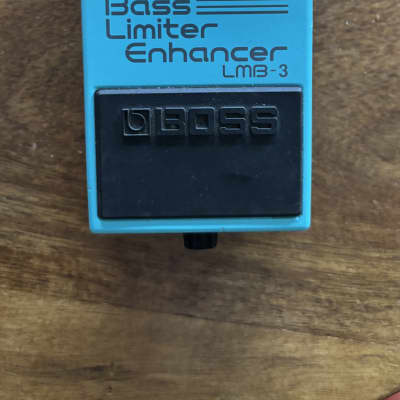 Bass
Limiter
Enhancer
LMB-3
BOSS